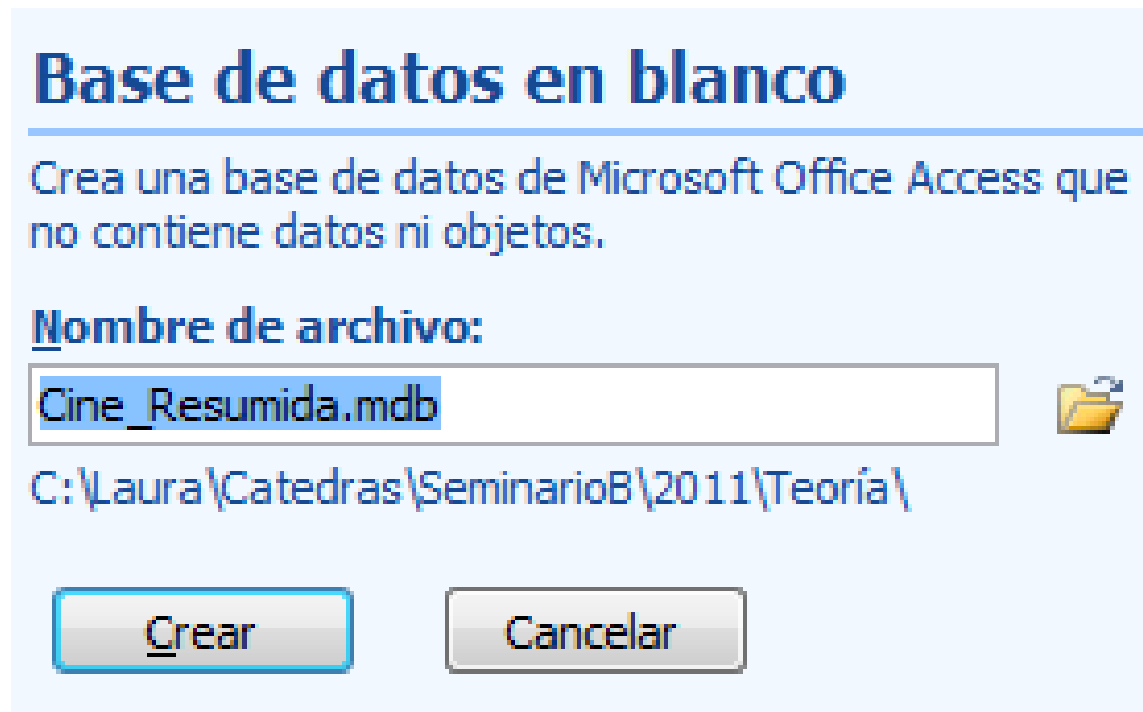 Base de datos en blanco
Crea una base de datos de Microsoft Office Access que
no contiene datos ni objetos.
Nombre de archivo:
Cine_Resumida.mdb
C:\Laura\Catedras\SeminarioB\2011\Teoría\
Crear Cancelar